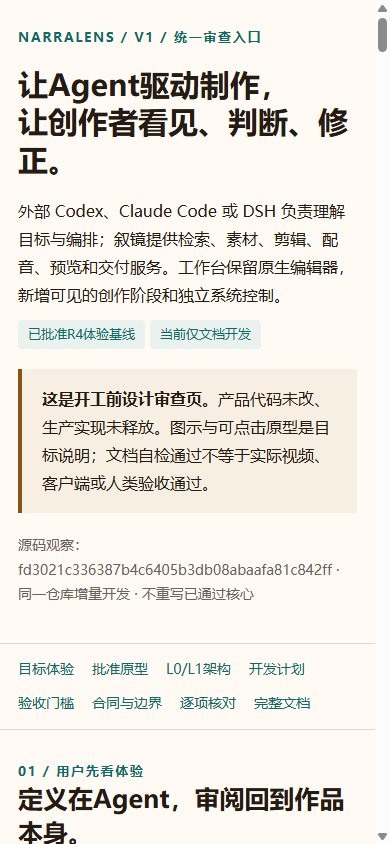 NARRALENS / V1 / 统一审查入口
让Agent驱动制作，
让创作者看见、判断、修
正。
外部 Codex、Claude Code 或 DSH 负责理解
目标与编排；叙镜提供检索、素材、剪辑、配
音、预览和交付服务。工作台保留原生编辑器，
新增可见的创作阶段和独立系统控制。
已批准R4体验基线 当前仅文档开发
这是开工前设计审查页。产品代码未改、
生产实现未释放。图示与可点击原型是目
标说明；文档自检通过不等于实际视频、
客户端或人类验收通过。
源码观察：
fd3021c336387b4c6405b3db08abaafa81c842ff ·
同一仓库增量开发 · 不重写已通过核心
目标体验 批准原型 L0/L1架构 开发计划
验收门槛 合同与边界 逐项核对 完整文档
01 / 用户先看体验
定义在Agent，审阅回到作品
本身。